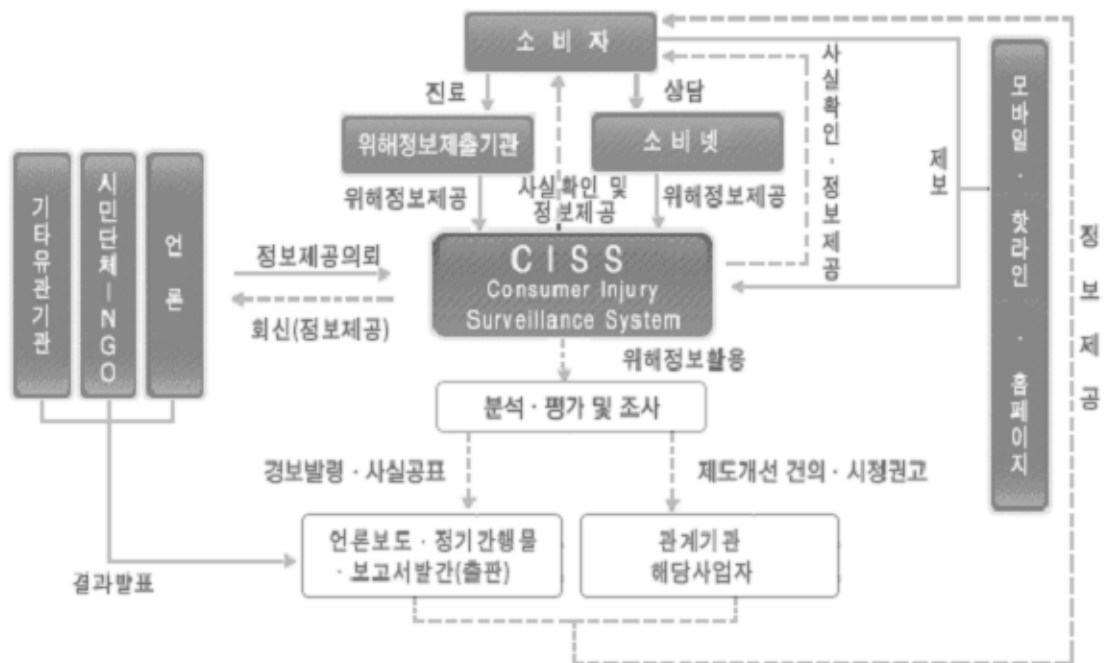 소비자
진료
상담
위해정보제출기관
소비넷
위해정보제공
사실확인 및
정보제공
위해정보제공
사실확인·정보제공
제보
모바일·핫라인·홈페이지
정보제공
기타유관기관
시민단체-NGO
언론
정보제공의뢰
회신(정보제공)
CISS
Consumer Injury
Surveillance System
위해정보활용
분석·평가 및 조사
경보발령·사실공표
제도개선 건의·시정권고
언론보도·정기간행물
·보고서발간(출판)
관계기관
해당사업자
결과발표